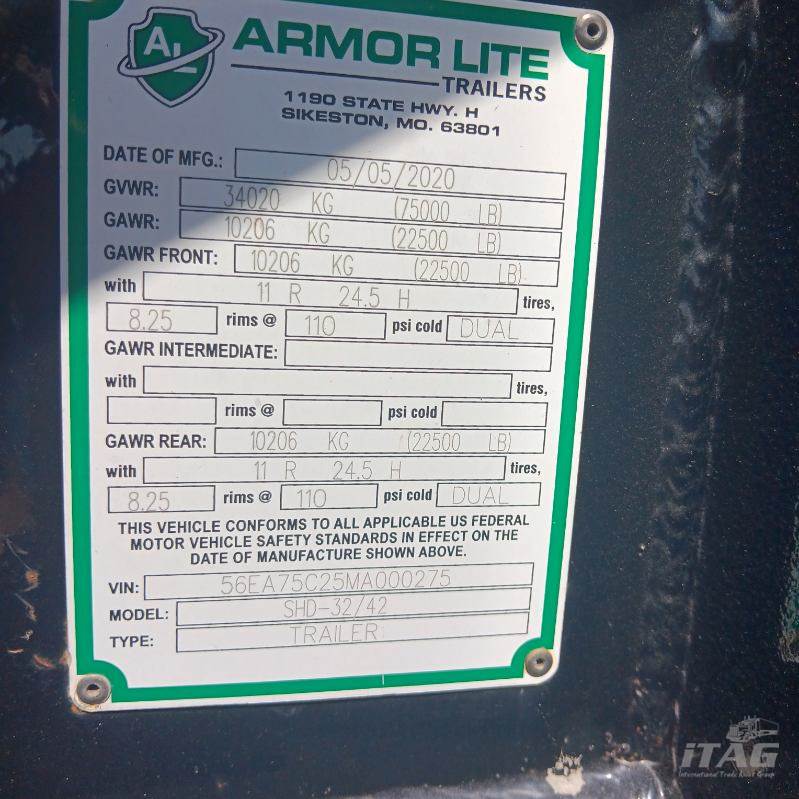 AL
ARMOR LITE
TRAILERS
1190 STATE HWY. H
SIKESTON, MO. 63801
DATE OF MFG.: 05/05/2020
GVWR: 34020 KG (75000 LB)
GAWR: 10206 KG (22500 LB)
GAWR FRONT: 10206 KG (22500 LB)
with 11 R 24.5 H tires,
8.25 rims @ 110 psi cold DUAL
GAWR INTERMEDIATE:
with tires,
rims @ psi cold
GAWR REAR: 10206 KG (22500 LB)
with 11 R 24.5 H tires,
8.25 rims @ 110 psi cold DUAL
THIS VEHICLE CONFORMS TO ALL APPLICABLE US FEDERAL
MOTOR VEHICLE SAFETY STANDARDS IN EFFECT ON THE
DATE OF MANUFACTURE SHOWN ABOVE.
VIN: 56EA75C25MA000275
MODEL: SHD-32/42
TYPE: TRAILER
iTAG
International Trade Asset Group